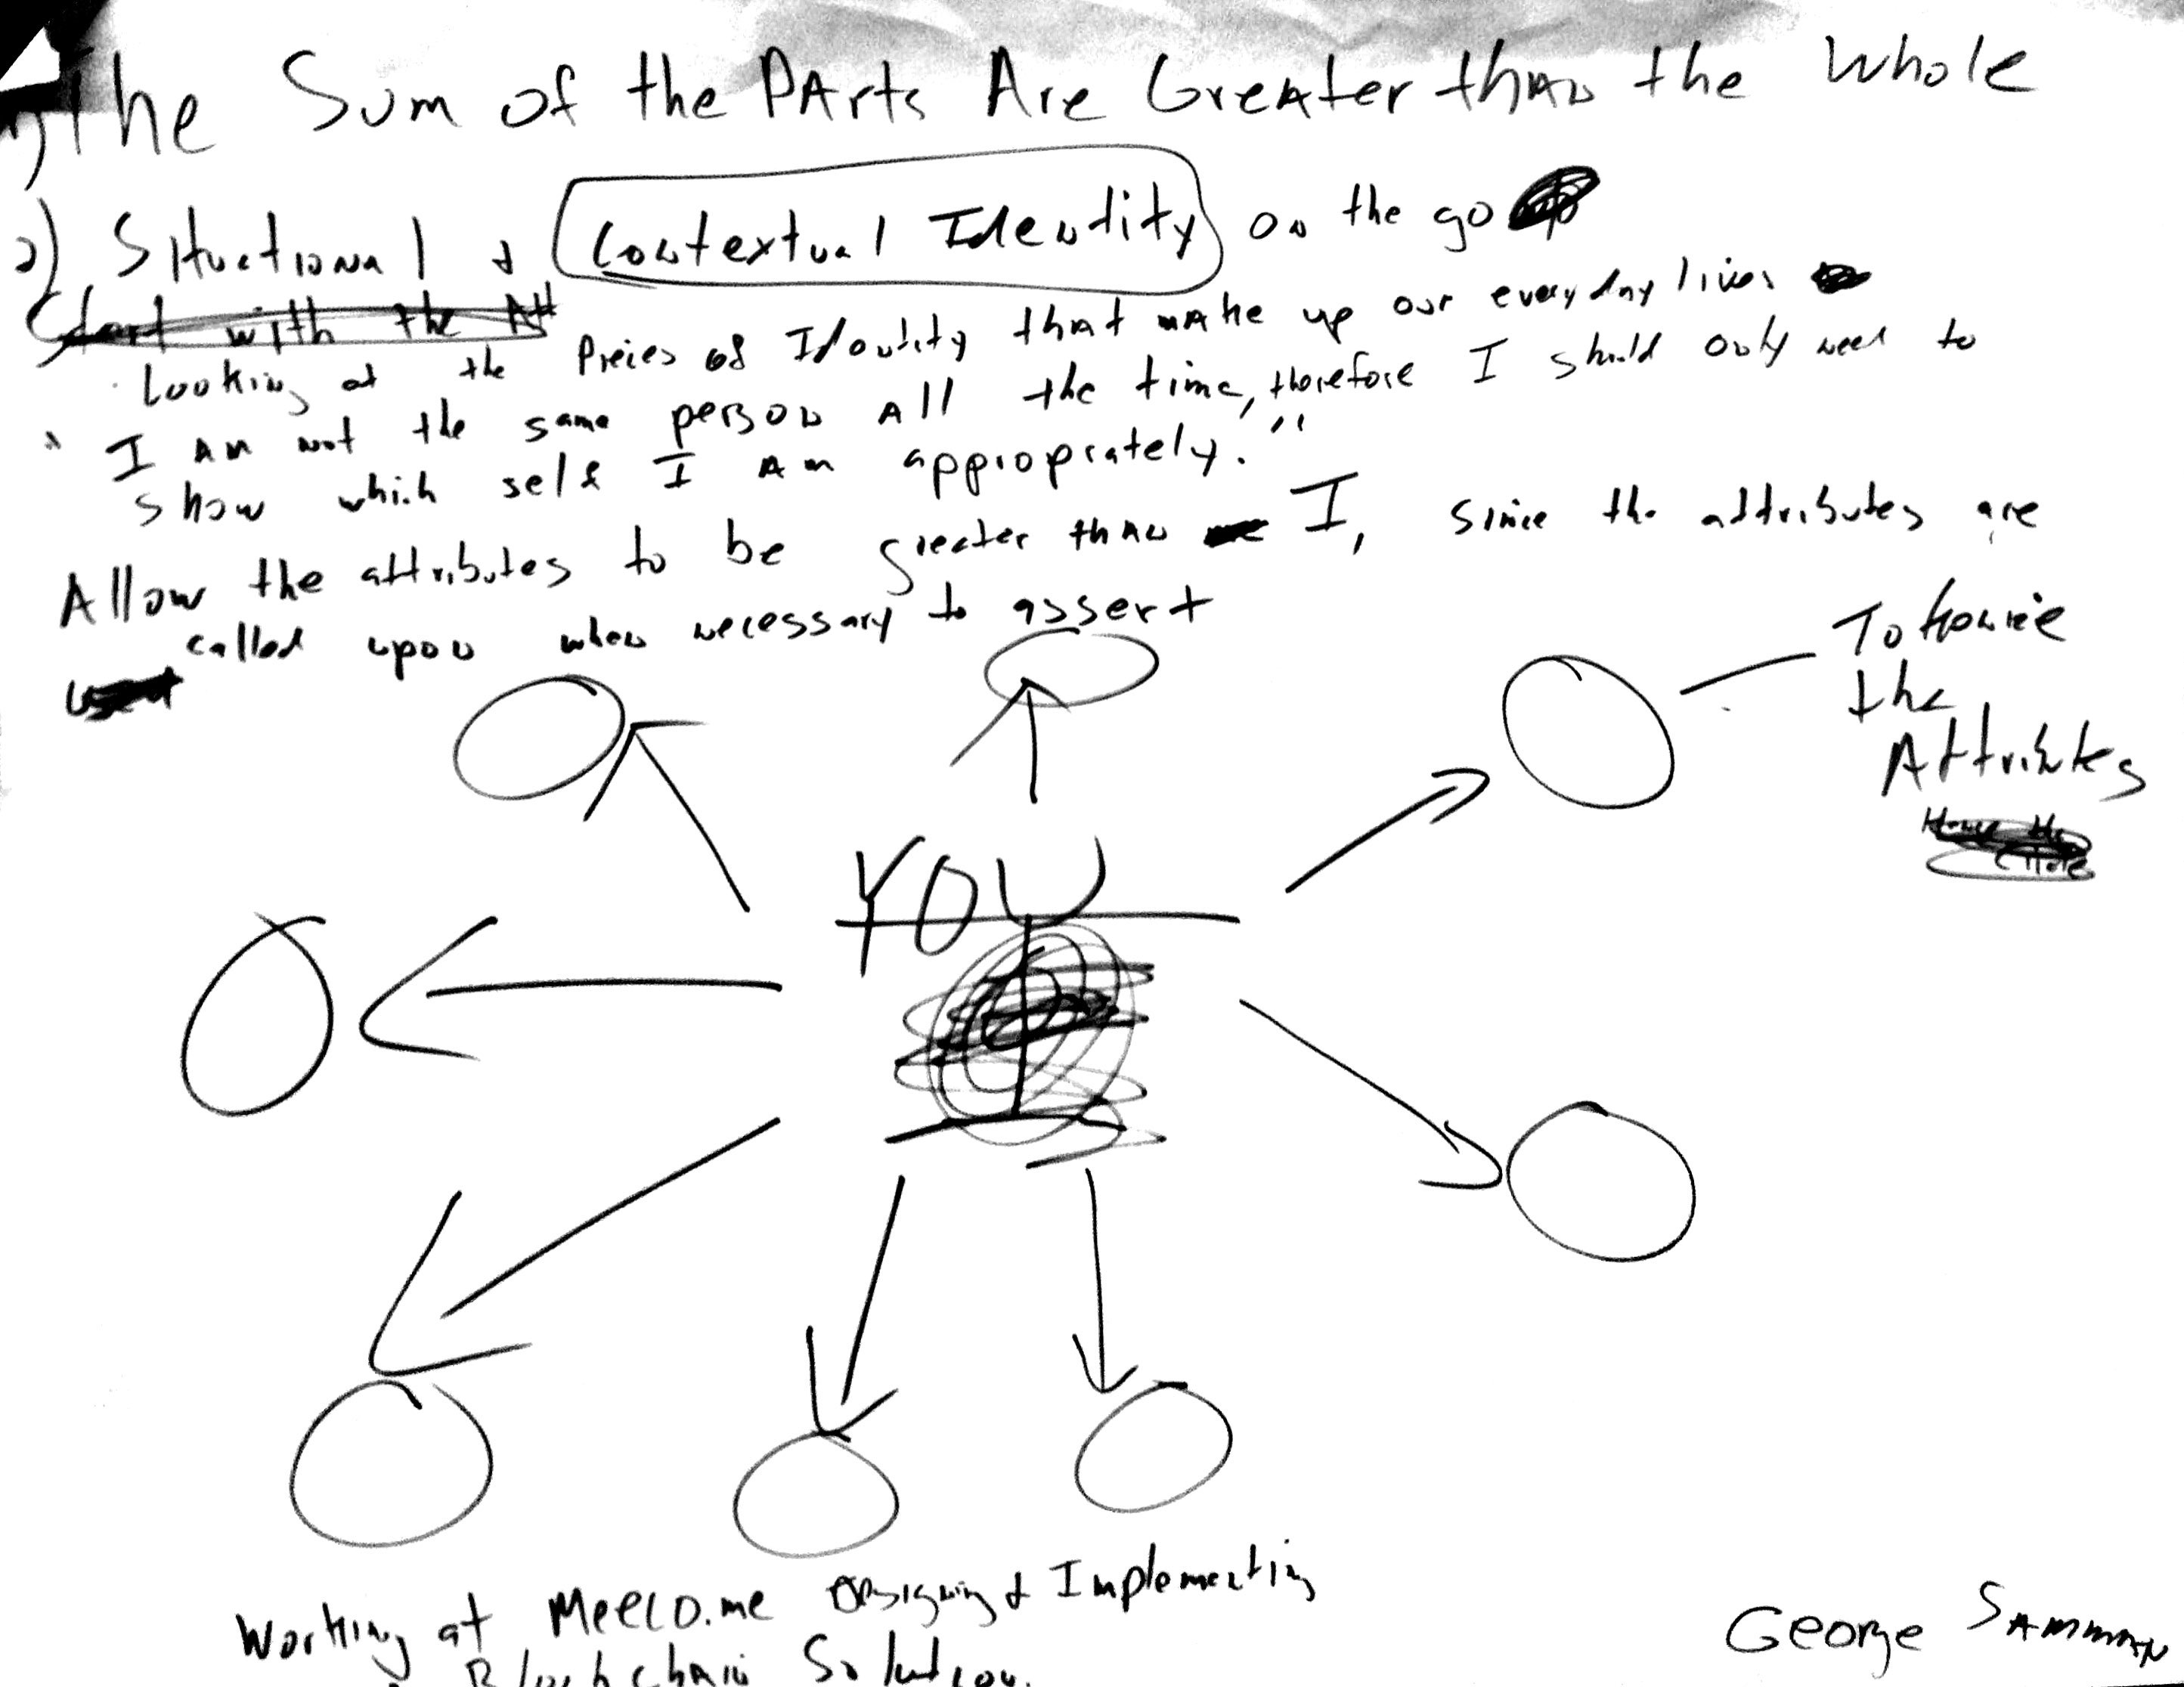 1) The Sum of the PArts Are GreAter thAN the Whole
2) Situational & Contextual Identity on the go
Start with the Att
Looking at the Pieces of Identity that make up our everyday lives
" I Am not the same person All the time, therefore I should only need to
show which self I Am appropriately."
Allow the attributes to be greater than I, since the attributes are
called upon when necessary to assert
Tokenize
the
Attributes
YOU
Working at Meeco.me Designing & Implementing
a Blockchain Solution.
George SAmmAN